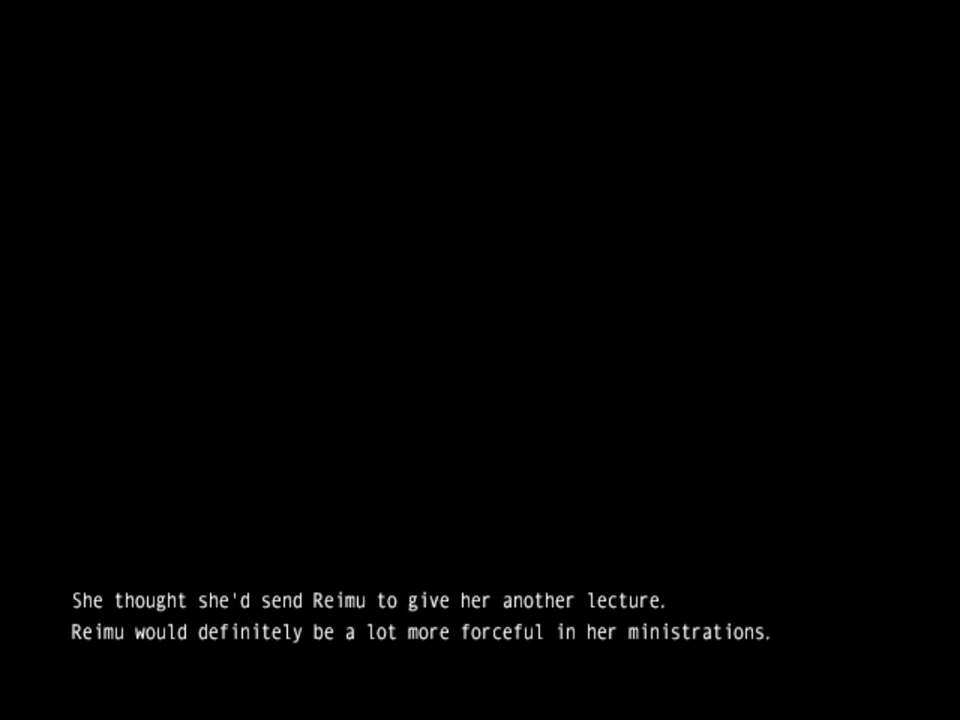 She thought she'd send Reimu to give her another lecture.
Reimu would definitely be a lot more forceful in her ministrations.